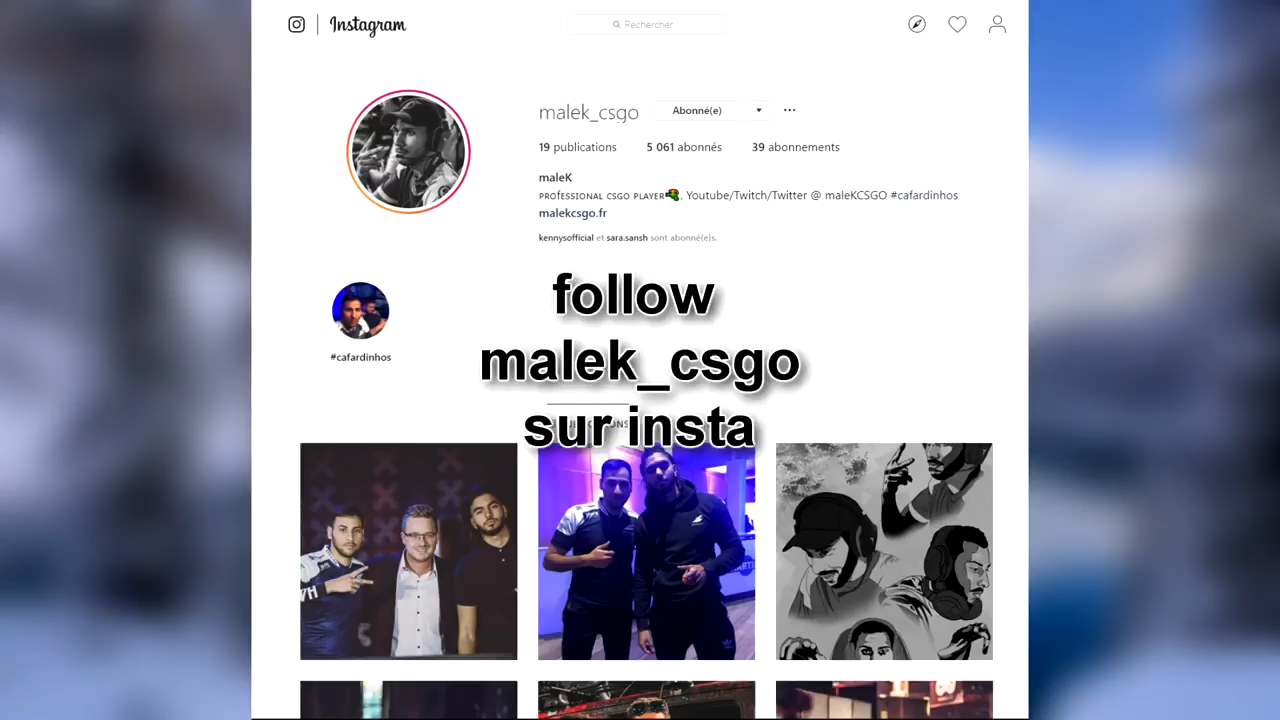 Instagram
Rechercher
malek_csgo
Abonné(e)
19 publications 5 061 abonnés 39 abonnements
maleK
PROFESSIONAL CSGO PLAYER, Youtube/Twitch/Twitter @ maleKCSGO #cafardinhos
malekcsgo.fr
kennysofficial et sara.sansh sont abonné(e)s.
follow
malek_csgo
sur insta
#cafardinhos